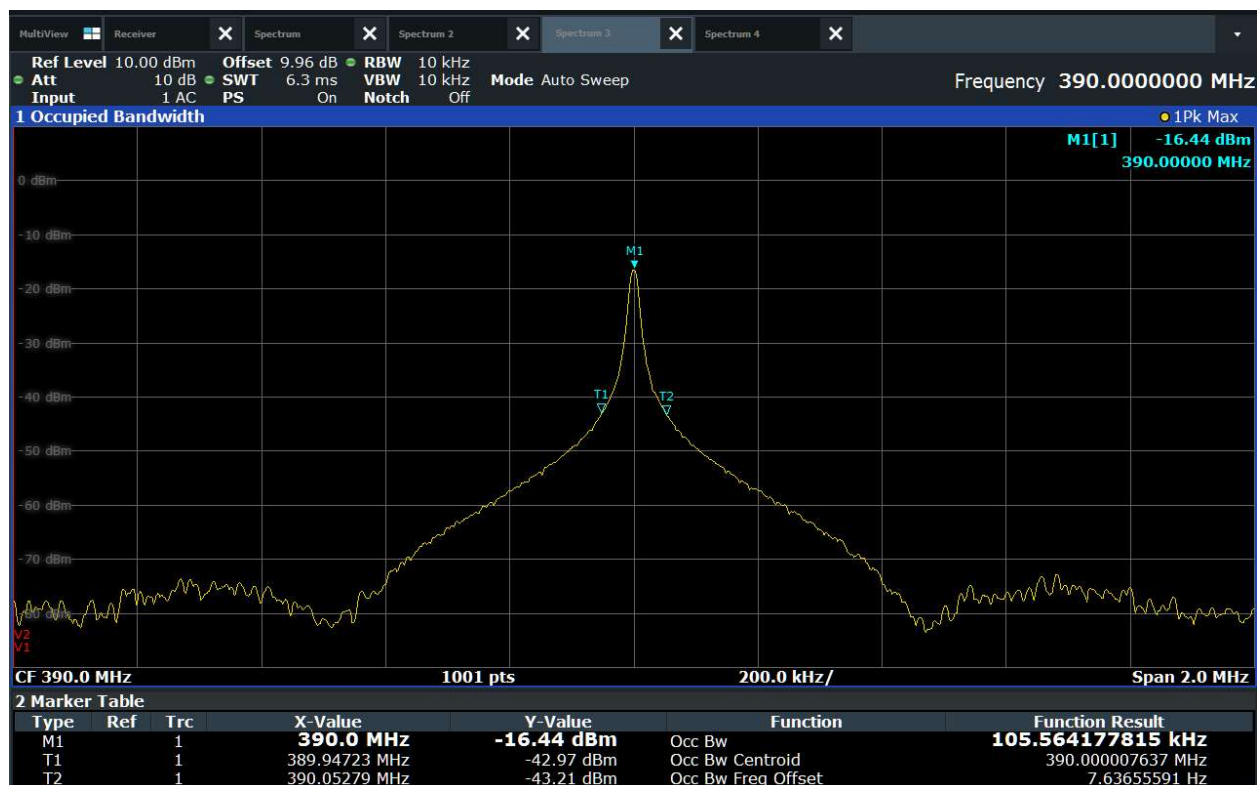 MultiView Receiver Spectrum Spectrum 2 Spectrum 3 Spectrum 4
Ref Level 10.00 dBm Offset 9.96 dB RBW 10 kHz
Att 10 dB SWT 6.3 ms VBW 10 kHz Mode Auto Sweep Frequency 390.0000000 MHz
Input 1 AC PS On Notch Off
1 Occupied Bandwidth 1Pk Max
M1[1] -16.44 dBm
390.00000 MHz
0 dBm
-10 dBm
M1
-20 dBm
-30 dBm
-40 dBm
T1 T2
-50 dBm
-60 dBm
-70 dBm
-80 dBm
V2
V1
CF 390.0 MHz 1001 pts 200.0 kHz/ Span 2.0 MHz
2 Marker Table
Type Ref Trc X-Value Y-Value Function Function Result
M1 1 390.0 MHz -16.44 dBm Occ Bw 105.564177815 kHz
T1 1 389.94723 MHz -42.97 dBm Occ Bw Centroid 390.000007637 MHz
T2 1 390.05279 MHz -43.21 dBm Occ Bw Freq Offset 7.63655591 Hz